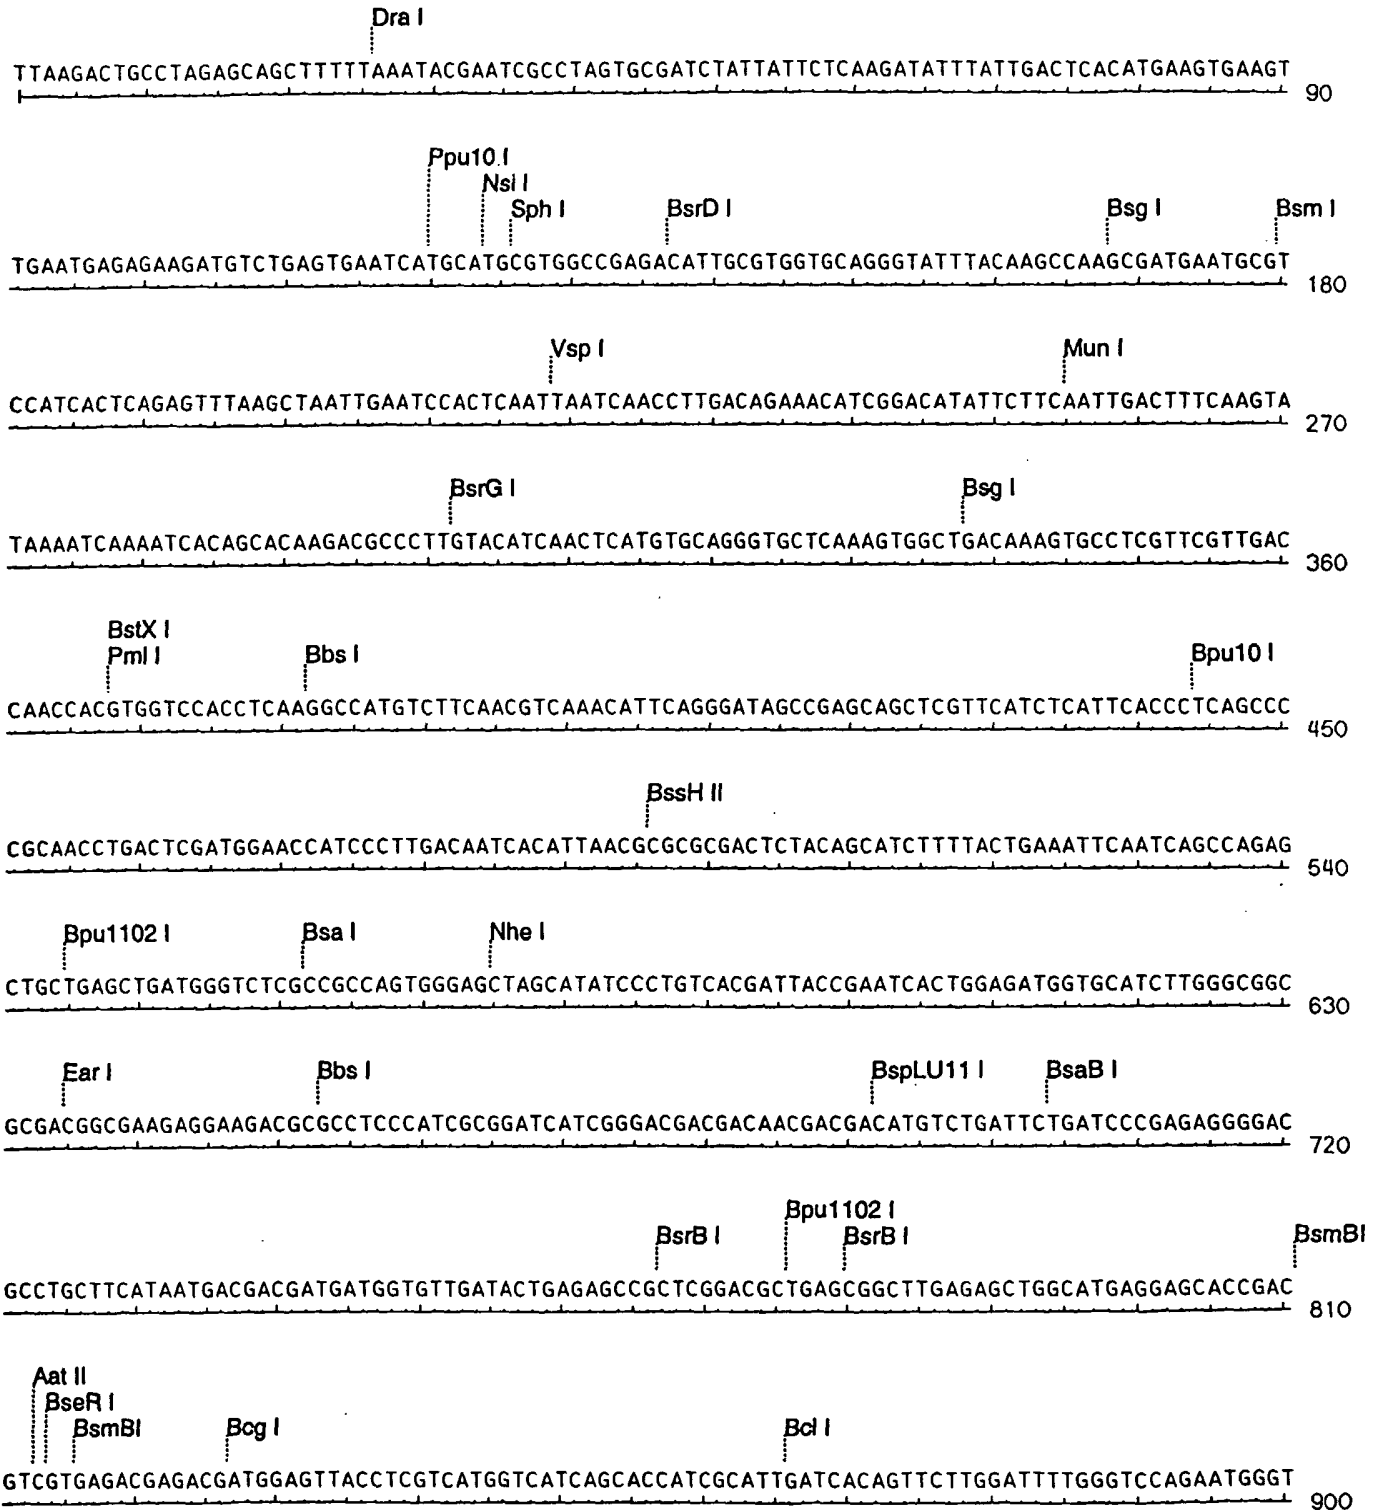 Dra I
TTAAGACTGCCTAGAGCAGCTTTTTAAATACGAATCGCCTAGTGCGATCTATTATTCTCAAGATATTTATTGACTCACATGAAGTGAAGT
90
Ppu10 I
Nsi I
Sph I BsrD I Bsg I Bsm I
TGAATGAGAGAAGATGTCTGAGTGAATCATGCATGCGTGGCCGAGACATTGCGTGGTGCAGGGTATTTACAAGCCAAGCGATGAATGCGT
180
Vsp I Mun I
CCATCACTCAGAGTTTAAGCTAATTGAATCCACTCAATTAATCAACCTTGACAGAAACATCGGACATATTCTTCAATTGACTTTCAAGTA
270
BsrG I Bsg I
TAAAATCAAAATCACAGCACAAGACGCCCTTGTACATCAACTCATGTGCAGGGTGCTCAAAGTGGCTGACAAAGTGCCTCGTTCGTTGAC
360
BstX I
Pml I Bbs I Bpu10 I
CAACCACGTGGTCCACCTCAAGGCCATGTCTTCAACGTCAAACATTCAGGGATAGCCGAGCAGCTCGTTCATCTCATTCACCCTCAGCCC
450
BssH II
CGCAACCTGACTCGATGGAACCATCCCTTGACAATCACATTAACGCGCGCGACTCTACAGCATCTTTTACTGAAATTCAATCAGCCAGAG
540
Bpu1102 I Bsa I Nhe I
CTGCTGAGCTGATGGGTCTCGCCGCCAGTGGGAGCTAGCATATCCCTGTCACGATTACCGAATCACTGGAGATGGTGCATCTTGGGCGGC
630
Ear I Bbs I BspLU11 I BsaB I
GCGACGGCGAAGAGGAAGACGCGCCTCCCATCGCGGATCATCGGGACGACGACAACGACGACATGTCTGATTCTGATCCCGAGAGGGGAC
720
Bpu1102 I
BsrB I BsrB I BsmBI
GCCTGCTTCATAATGACGACGATGATGGTGTTGATACTGAGAGCCGCTCGGACGCTGAGCGGCTTGAGAGCTGGCATGAGGAGCACCGAC
810
Aat II
BseR I
BsmBI Bcg I Bcl I
GTCGTGAGACGAGACGATGGAGTTACCTCGTCATGGTCATCAGCACCATCGCATTGATCACAGTTCTTGGATTTTGGGTCCAGAATGGGT
900